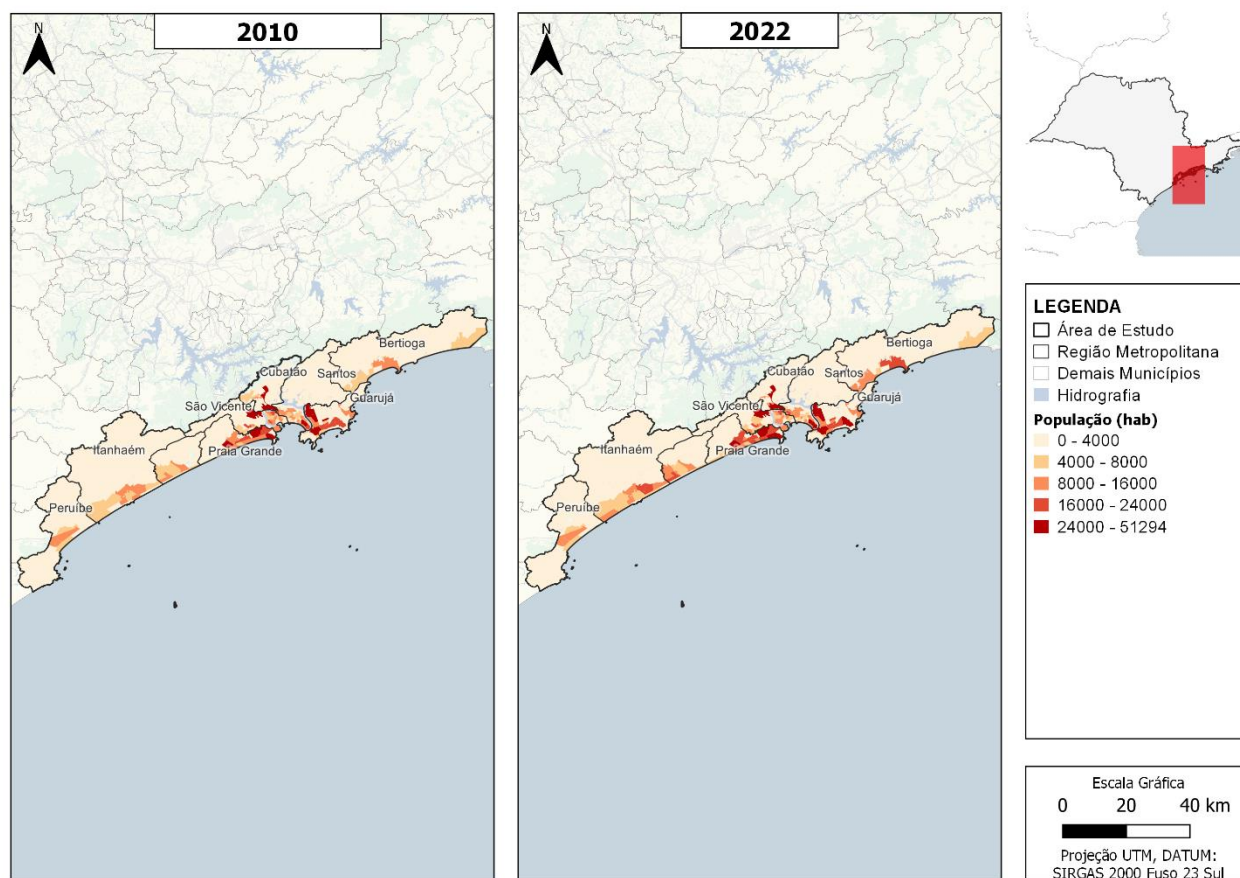 N
2010
Bertioga
Cubatão
Santos
Guarujá
São Vicente
Itanhaém
Praia Grande
Peruíbe
N
2022
Bertioga
Cubatão
Santos
Guarujá
São Vicente
Itanhaém
Praia Grande
Peruíbe
LEGENDA
Área de Estudo
Região Metropolitana
Demais Municípios
Hidrografia
População (hab)
0 - 4000
4000 - 8000
8000 - 16000
16000 - 24000
24000 - 51294
Escala Gráfica
0 20 40 km
Projeção UTM, DATUM:
SIRGAS 2000 Fuso 23 Sul